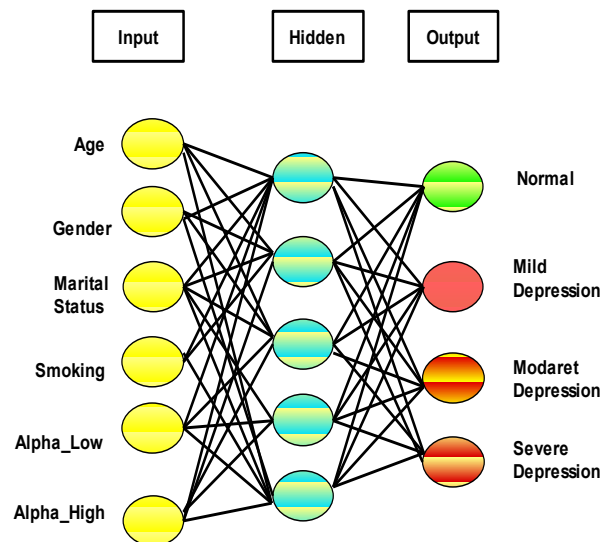 Input
Hidden
Output
Age
Gender
Marital
Status
Smoking
Alpha_Low
Alpha_High
Normal
Mild
Depression
Modaret
Depression
Severe
Depression